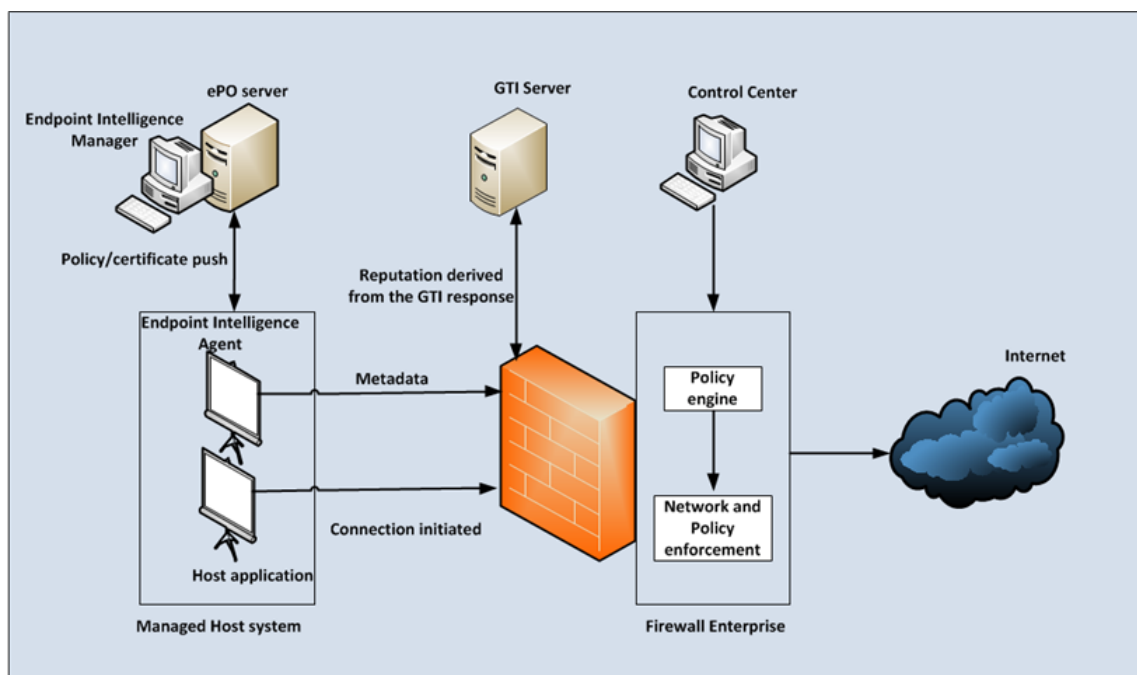 ePO server
Endpoint Intelligence
Manager
GTI Server
Control Center
Policy/certificate push
Reputation derived
from the GTI response
Endpoint Intelligence
Agent
Metadata
Policy
engine
Internet
Connection initiated
Network and
Policy
enforcement
Host application
Managed Host system
Firewall Enterprise